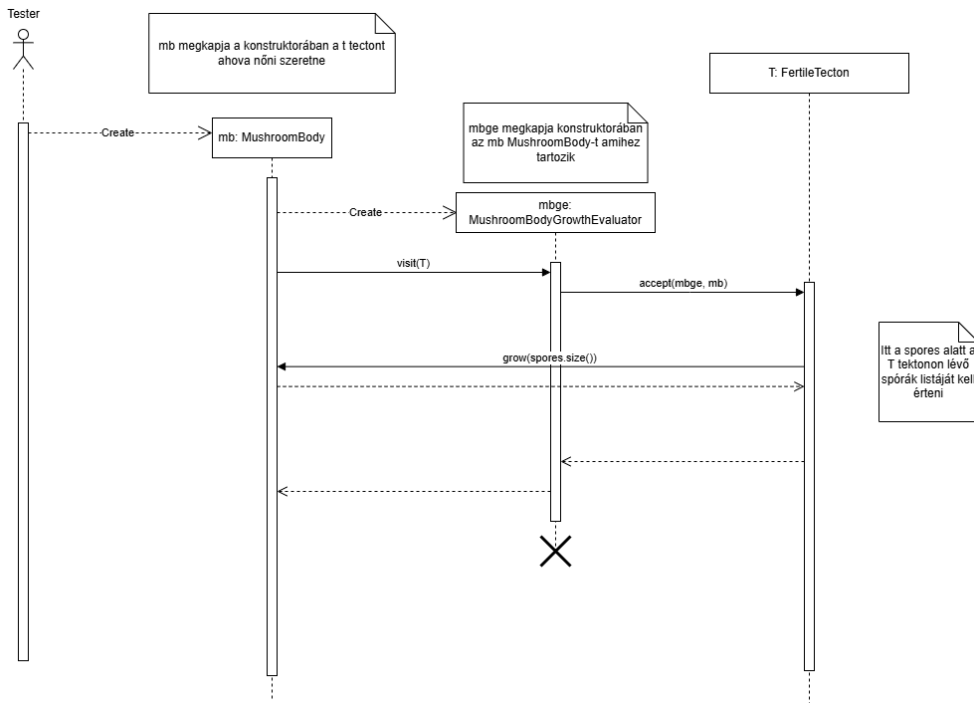 Tester
mb megkapja a konstruktorában a t tectont
ahova nőni szeretne
T: FertileTecton
mbge megkapja konstruktorában
az mb MushroomBody-t amihez
tartozik
Create
mb: MushroomBody
mbge:
MushroomBodyGrowthEvaluator
Create
visit(T)
accept(mbge, mb)
grow(spores.size())
Itt a spores alatt a
T tektonon lévő
spórák listáját kell
érteni